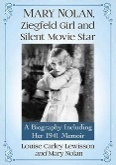 MARY NOLAN,
Ziegfeld Girl and
Silent Movie Star
A Biography Including
Her 1941 Memoir
Louise Carley Lewisson
and Mary Nolan